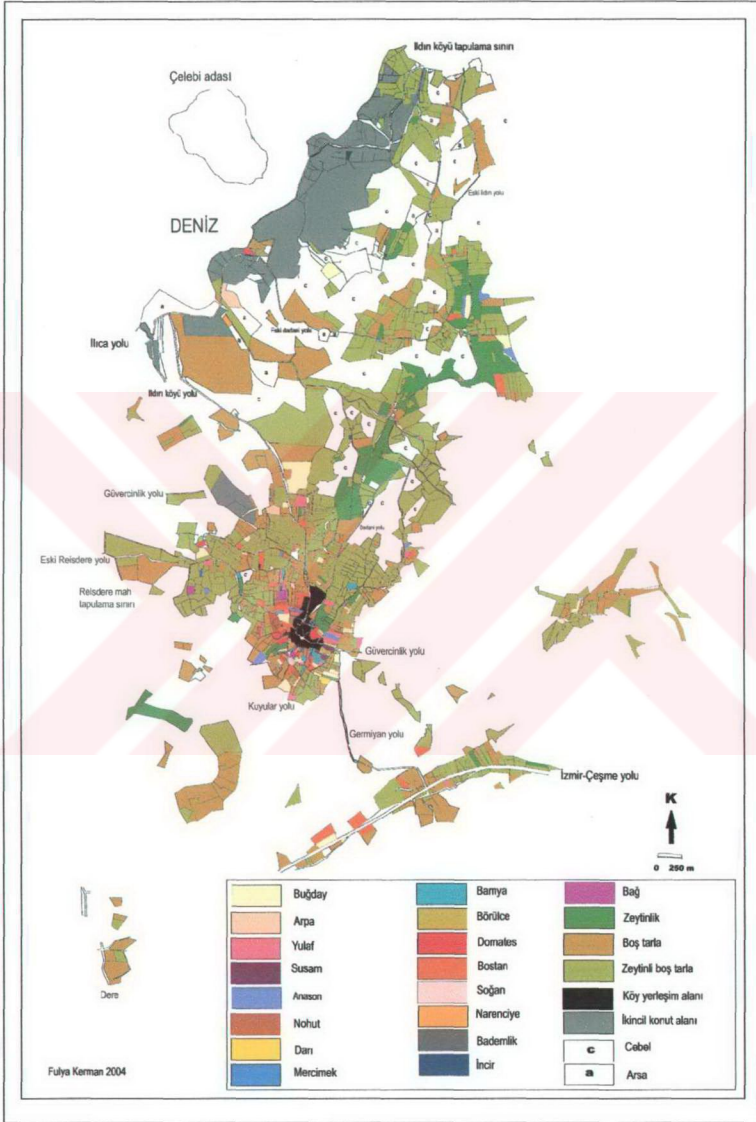 Ildırı köyü tapulama sınırı
Çelebi adası
Eski Ildırı yolu
DENİZ
Ilıca yolu
Ildırı köyü yolu
Güvercinlik yolu
Eski Reisdere yolu
Reisdere mah
tapulama sınırı
Güvercinlik yolu
Kuyular yolu
Germiyan yolu
İzmir-Çeşme yolu
K
0 250 m
Dere
Buğday
Arpa
Yulaf
Susam
Anason
Nohut
Darı
Mercimek
Bamya
Börülce
Domates
Bostan
Soğan
Narenciye
Bademlik
İncir
Bağ
Zeytinlik
Boş tarla
Zeytinli boş tarla
Köy yerleşim alanı
İkincil konut alanı
c Cebel
a Arsa
Fulya Kerman 2004